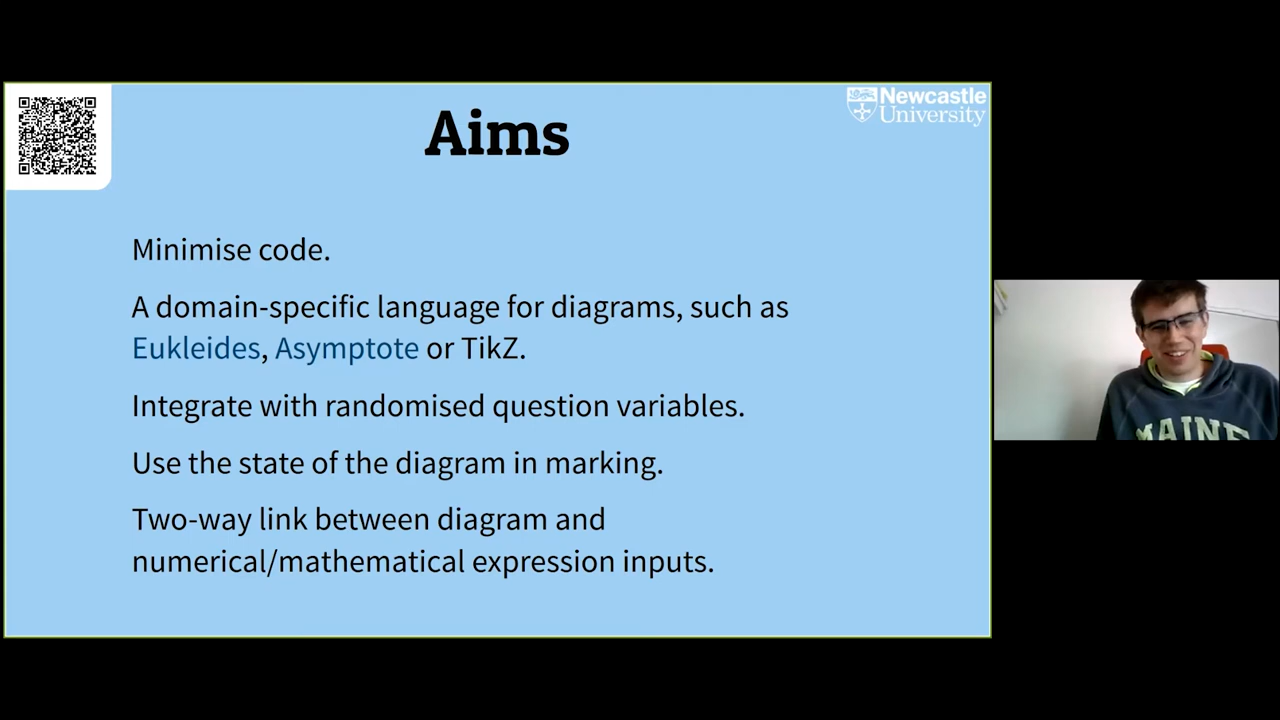 Newcastle
University
Aims
Minimise code.
A domain-specific language for diagrams, such as
Eukleides, Asymptote or TikZ.
Integrate with randomised question variables.
Use the state of the diagram in marking.
Two-way link between diagram and
numerical/mathematical expression inputs.
MAINE